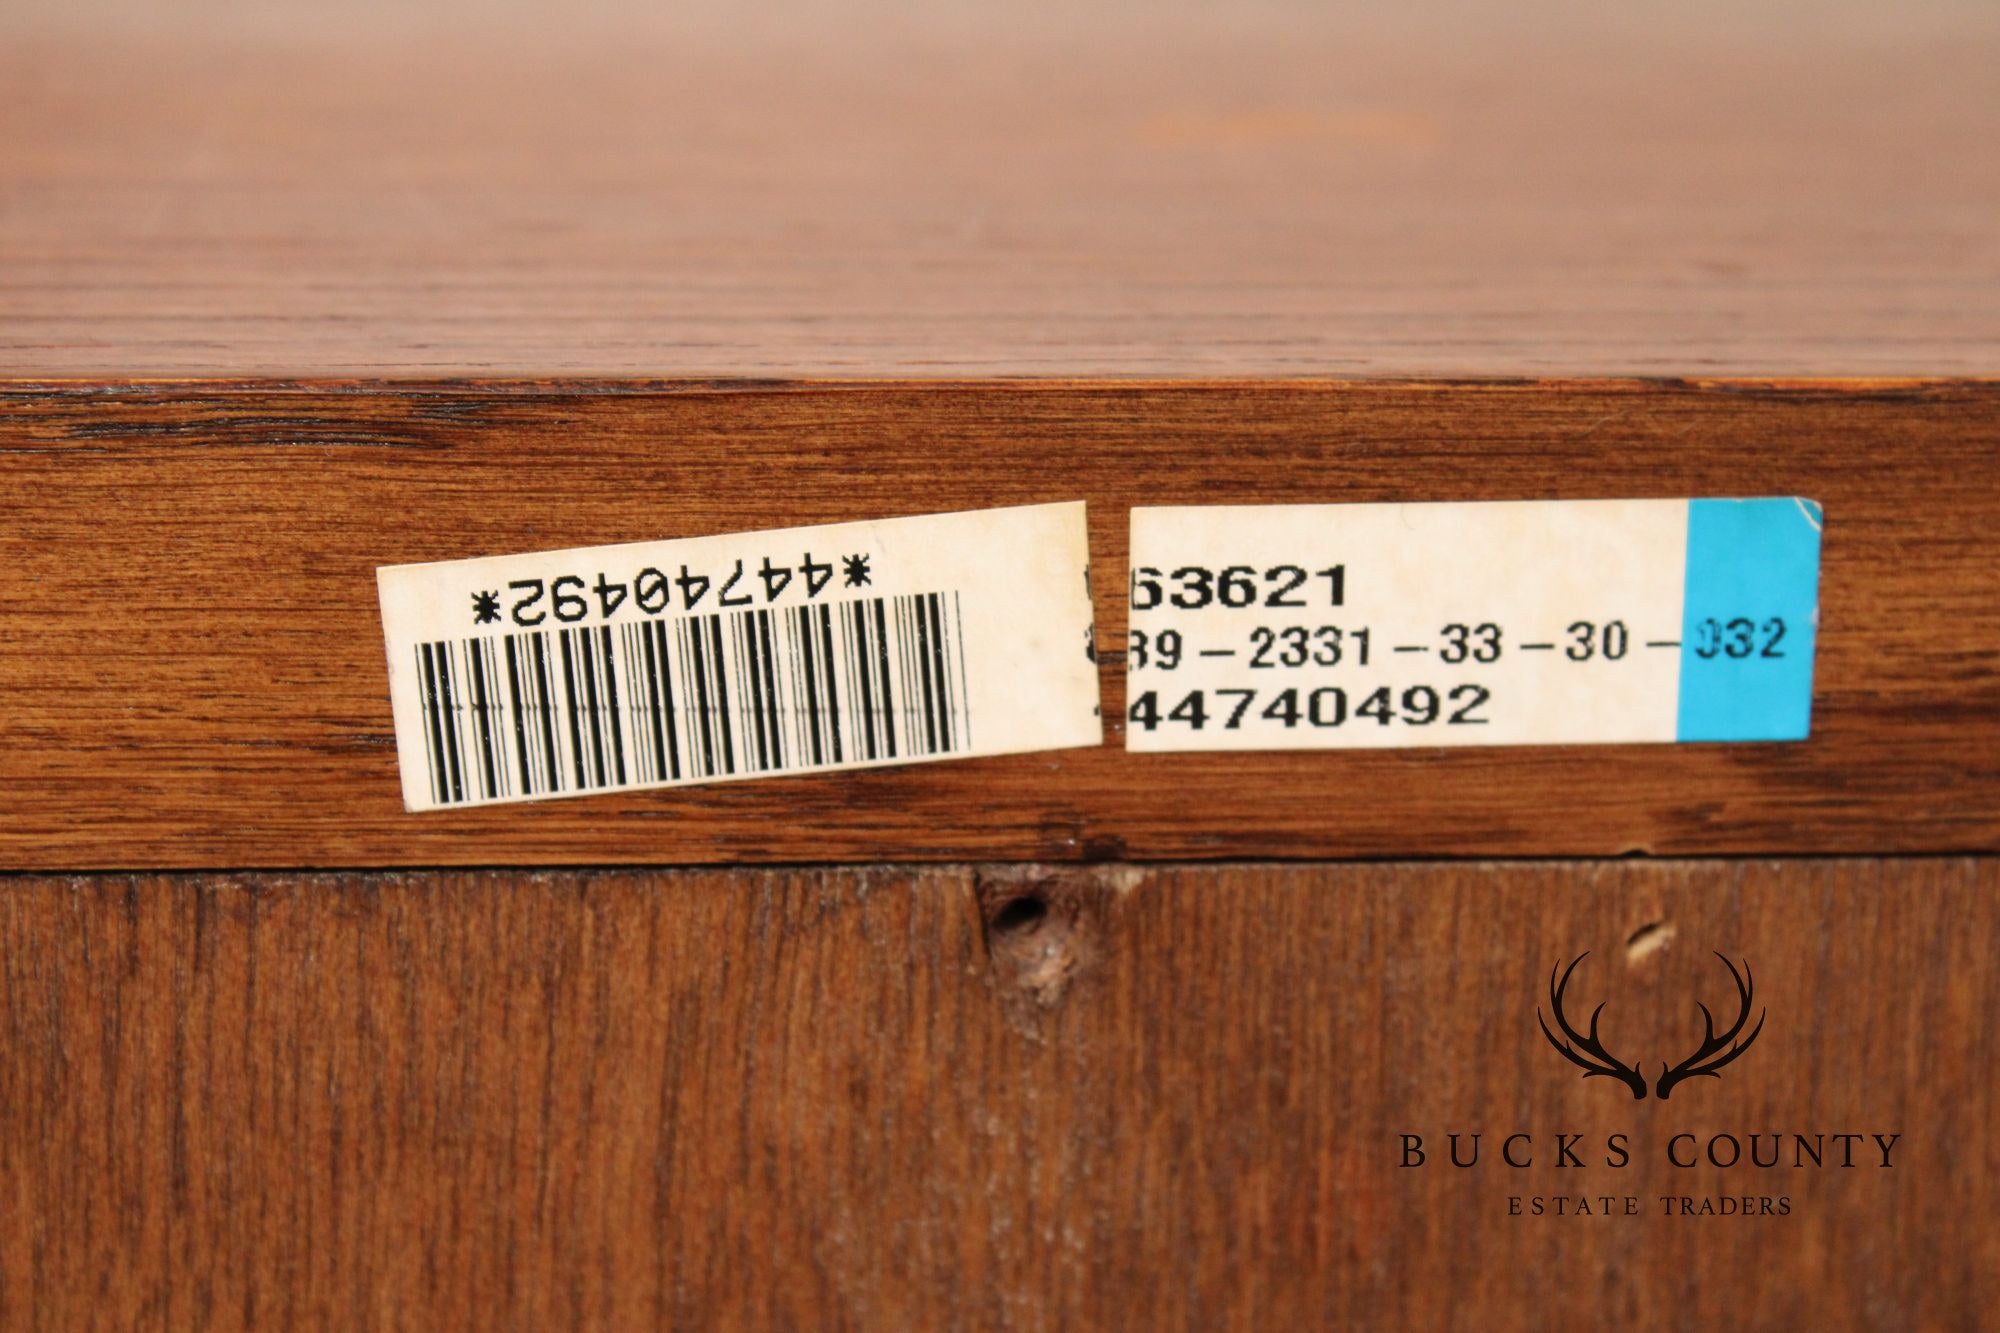 *44740492*
63621
39-2331-33-30-032
44740492
BUCKS COUNTY
ESTATE TRADERS